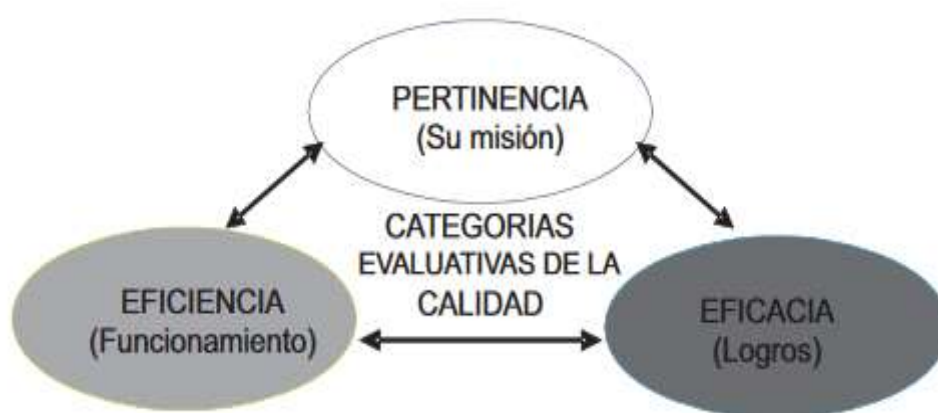 PERTINENCIA
(Su misión)
CATEGORIAS
EVALUATIVAS DE LA
CALIDAD
EFICIENCIA
(Funcionamiento)
EFICACIA
(Logros)